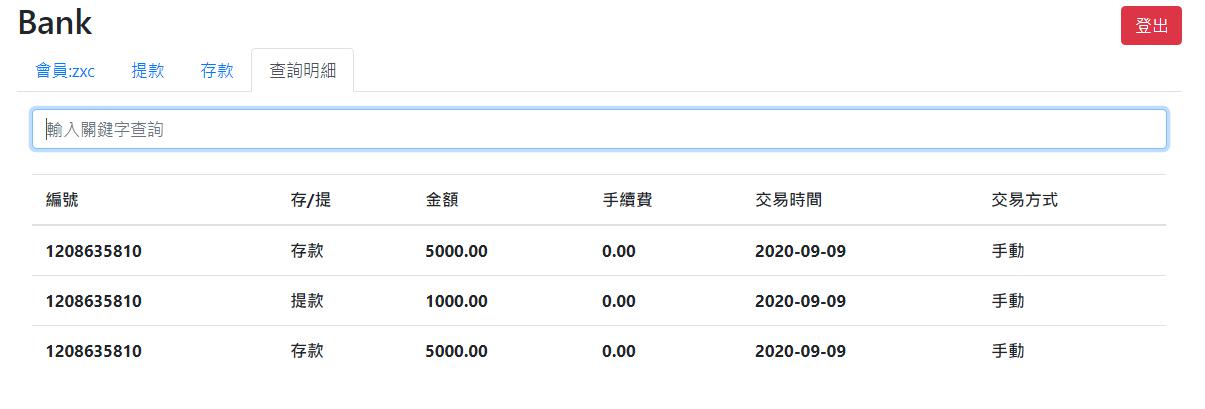 Bank
登出
會員:zxc 提款 存款 查詢明細
輸入關鍵字查詢
編號 存/提 金額 手續費 交易時間 交易方式
1208635810 存款 5000.00 0.00 2020-09-09 手動
1208635810 提款 1000.00 0.00 2020-09-09 手動
1208635810 存款 5000.00 0.00 2020-09-09 手動